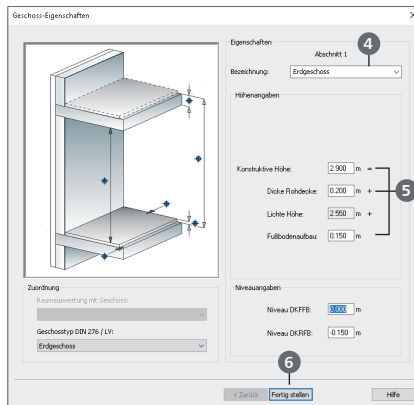 Geschoss-Eigenschaften
Eigenschaften
Abschnitt 1
4
Bezeichnung: Erdgeschoss
Höhenangaben
Konstruktive Höhe: 2.900 m =
Dicke Rohdecke: 0.200 m +
5
Lichte Höhe: 2.550 m +
Fußbodenaufbau: 0.150 m
Zuordnung
Raumauswertung mit Geschoss:
Geschosstyp DIN 276 / LV:
Erdgeschoss
Niveauangaben
Niveau DKFFB: 0.000 m
Niveau DKRFB: -0.150 m
6
< Zurück Fertig stellen Hilfe